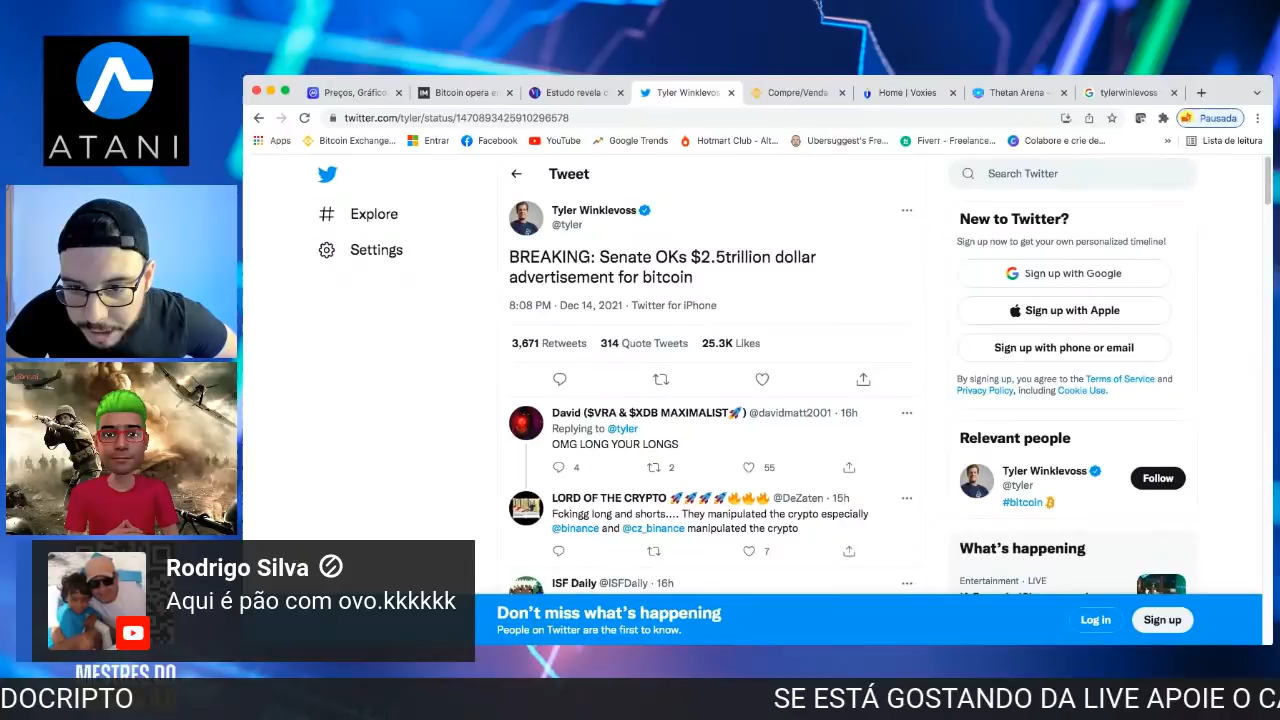 ATANI
Preços, Gráfico
Bitcoin opera e
Estudo revela c
Tyler Winklevos
Compre/Venda
Home | Voxies
Thetan Arena -
tylerwinlevoss
twitter.com/tyler/status/1470893425910296578
Pausada
Apps
Bitcoin Exchange...
Entrar
Facebook
YouTube
Google Trends
Hotmart Club - Alt...
Ubersuggest's Fre...
Fiverr - Freelance...
Colabore e crie de...
»
Lista de leitura
Explore
Settings
Tweet
Tyler Winklevoss
@tyler
BREAKING: Senate OKs $2.5trillion dollar
advertisement for bitcoin
8:08 PM · Dec 14, 2021 · Twitter for iPhone
3,671 Retweets 314 Quote Tweets 25.3K Likes
David ($VRA & $XDB MAXIMALIST🚀) @davidmatt2001 · 16h
Replying to @tyler
OMG LONG YOUR LONGS
4 2 55
LORD OF THE CRYPTO 🚀🚀🚀🚀🔥🔥🔥 @DeZaten · 15h
Fckingg long and shorts.... They manipulated the crypto especially
@binance and @cz_binance manipulated the crypto
7
ISF Daily @ISFDaily · 16h
Search Twitter
New to Twitter?
Sign up now to get your own personalized timeline!
Sign up with Google
Sign up with Apple
Sign up with phone or email
By signing up, you agree to the Terms of Service and
Privacy Policy, including Cookie Use.
Relevant people
Tyler Winklevoss
@tyler
Follow
#bitcoin
What's happening
Entertainment · LIVE
Don't miss what's happening
People on Twitter are the first to know.
Log in
Sign up
Rodrigo Silva
Aqui é pão com ovo.kkkkkk
MESTRES DO
DOCRIPTO
SE ESTÁ GOSTANDO DA LIVE APOIE O CA